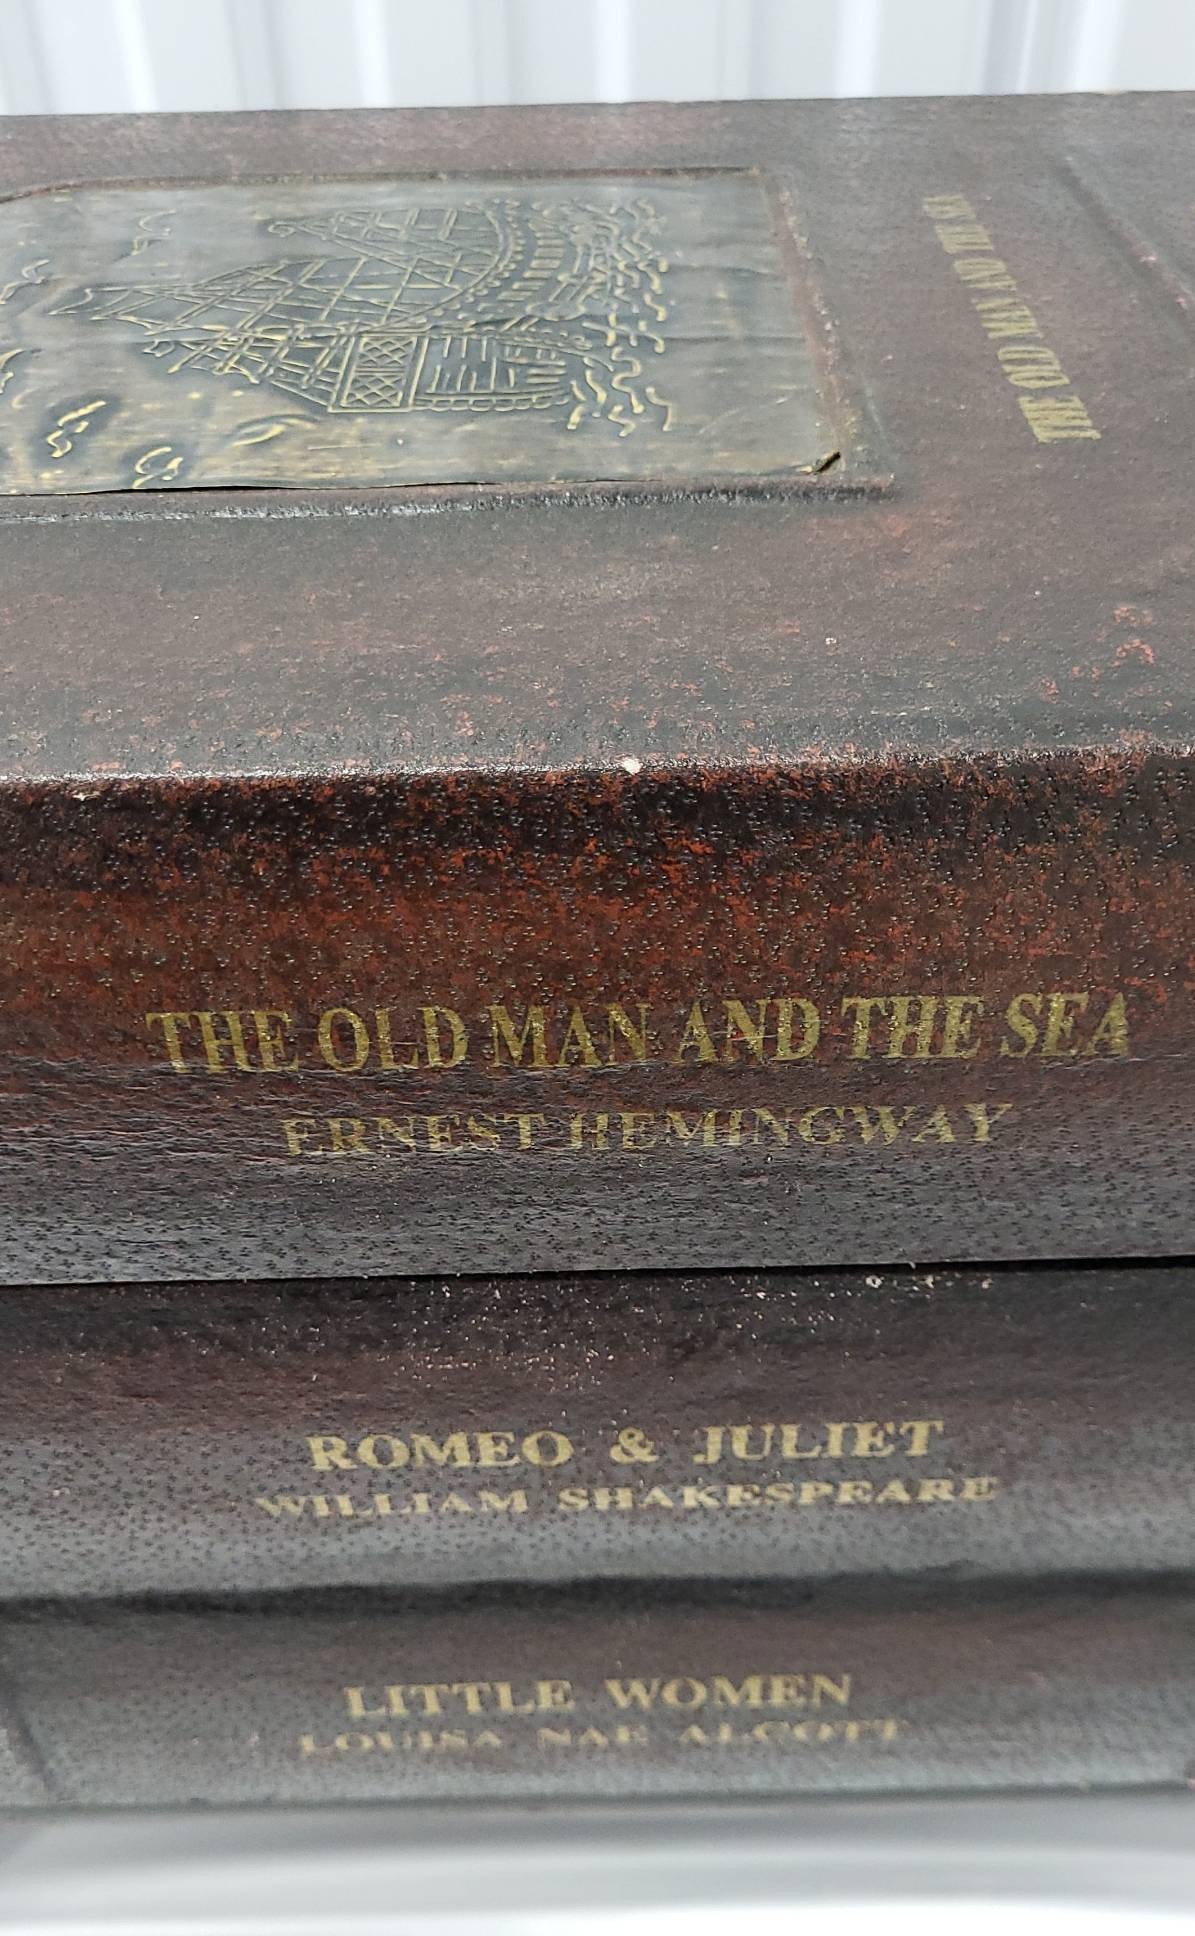 THE OLD MAN AND THE SEA
THE OLD MAN AND THE SEA
ERNEST HEMINGWAY
ROMEO & JULIET
WILLIAM SHAKESPEARE
LITTLE WOMEN
LOUISA NAE ALCOTT